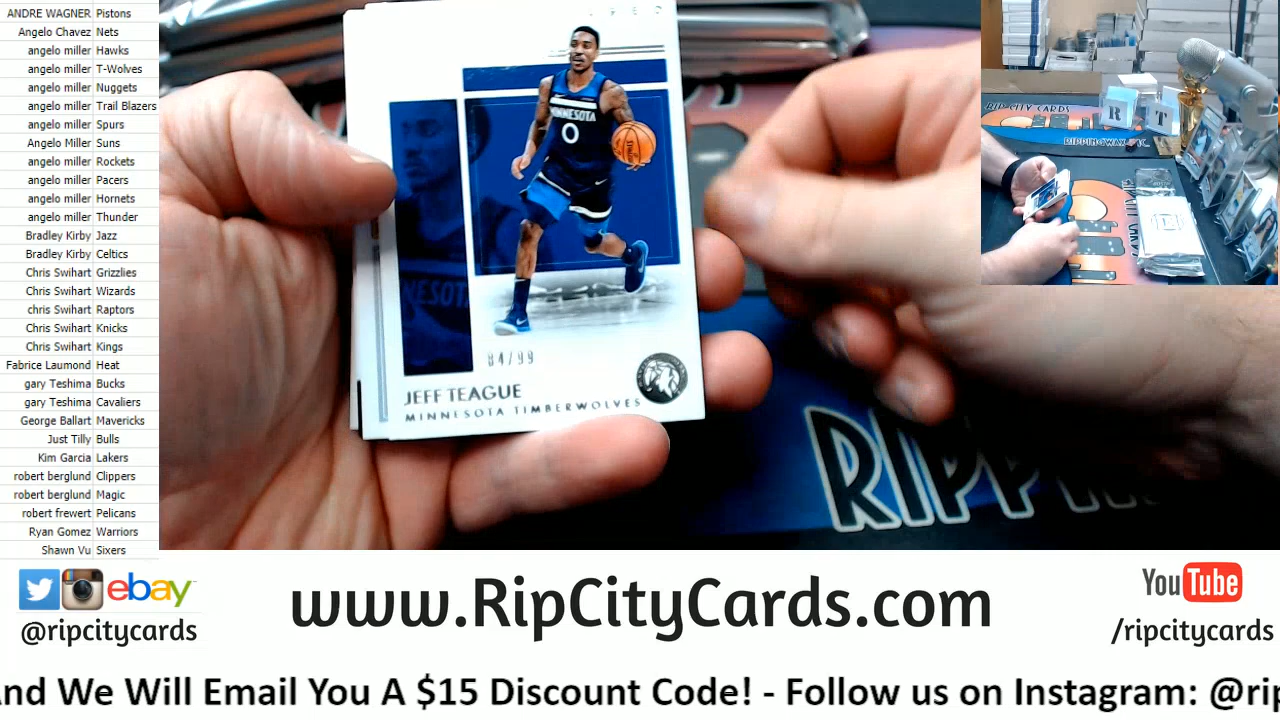 ANDRE WAGNER Pistons
Angelo Chavez Nets
angelo miller Hawks
angelo miller T-Wolves
angelo miller Nuggets
angelo miller Trail Blazers
angelo miller Spurs
Angelo Miller Suns
angelo miller Rockets
angelo miller Pacers
angelo miller Hornets
angelo miller Thunder
Bradley Kirby Jazz
Bradley Kirby Celtics
Chris Swihart Grizzlies
Chris Swihart Wizards
chris Swihart Raptors
Chris Swihart Knicks
Chris Swihart Kings
Fabrice Laumond Heat
gary Teshima Bucks
gary Teshima Cavaliers
George Ballart Mavericks
Just Tilly Bulls
Kim Garcia Lakers
robert berglund Clippers
robert berglund Magic
robert frewert Pelicans
Ryan Gomez Warriors
Shawn Vu Sixers
MINNESOTA
0
84/99
JEFF TEAGUE
MINNESOTA TIMBERWOLVES
RIPP
RIP CITY CARDS
R T
ebay
@ripcitycards
www.RipCityCards.com
YouTube
/ripcitycards
And We Will Email You A $15 Discount Code! - Follow us on Instagram: @rip